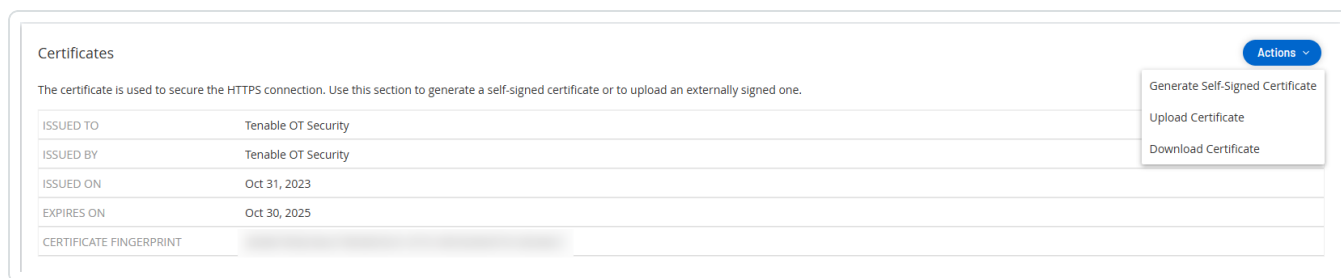 Certificates
Actions
The certificate is used to secure the HTTPS connection. Use this section to generate a self-signed certificate or to upload an externally signed one.
Generate Self-Signed Certificate
Upload Certificate
Download Certificate
ISSUED TO Tenable OT Security
ISSUED BY Tenable OT Security
ISSUED ON Oct 31, 2023
EXPIRES ON Oct 30, 2025
CERTIFICATE FINGERPRINT